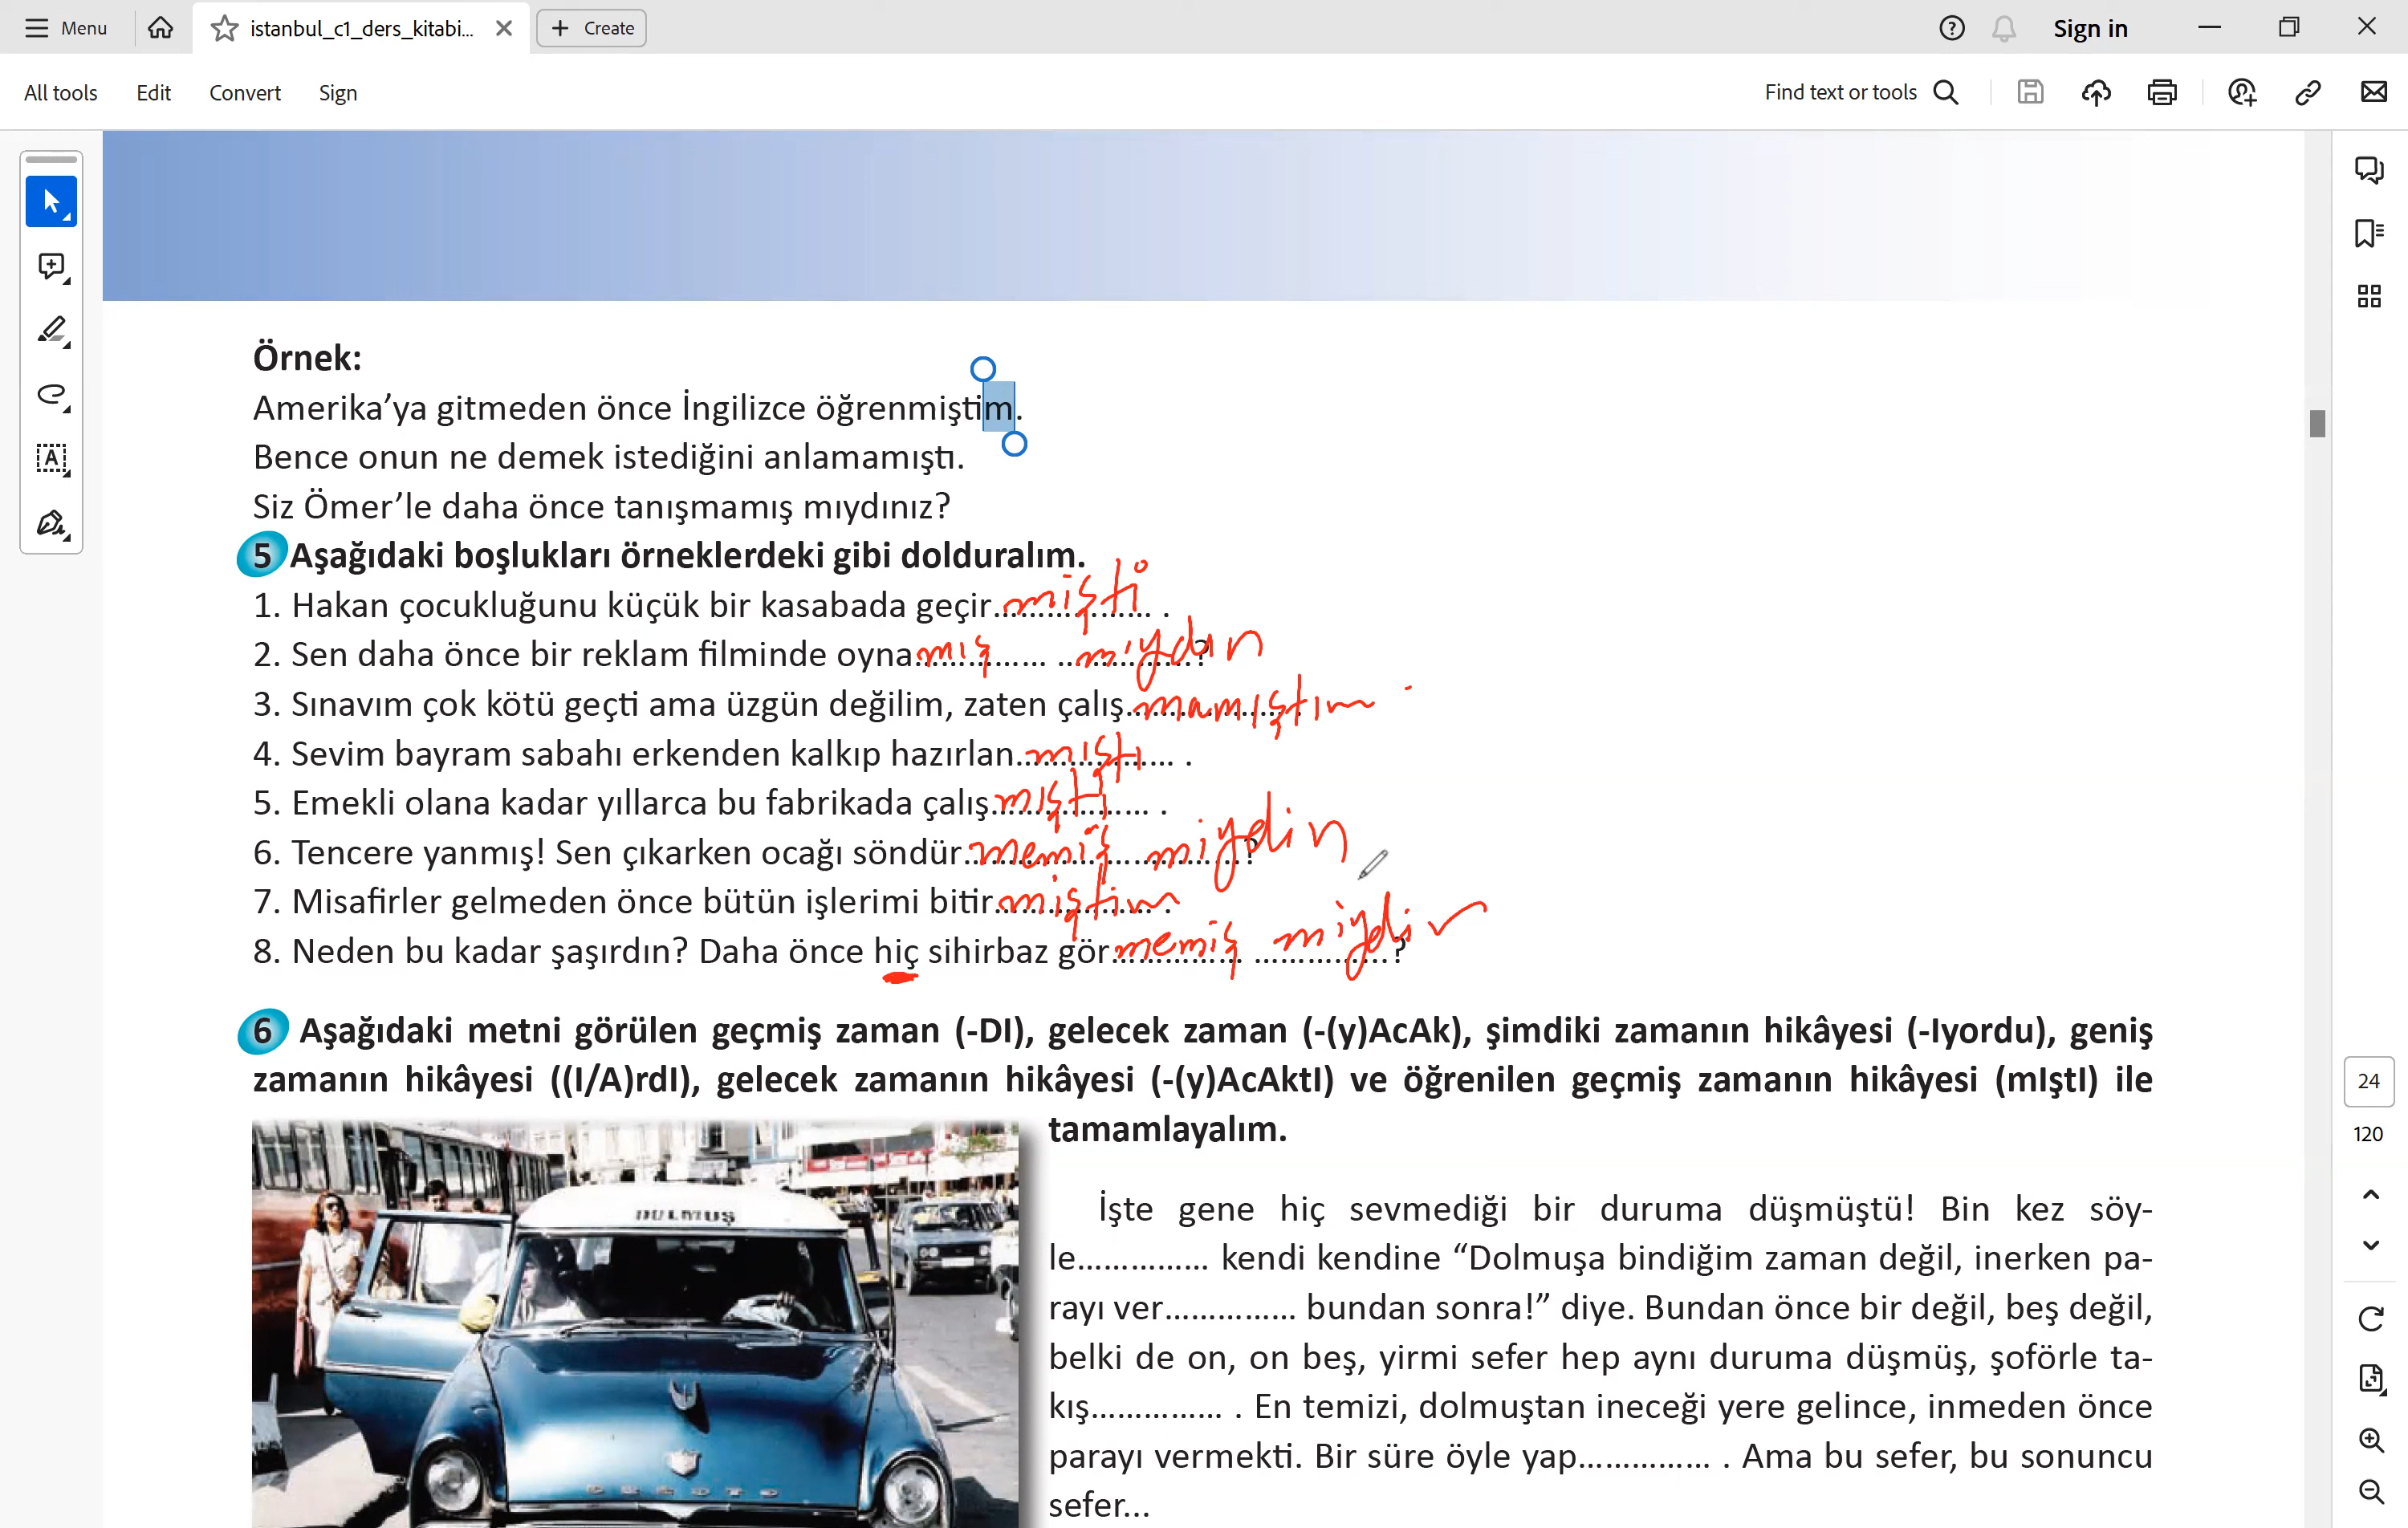 Menu
istanbul_c1_ders_kitabi...
Create
Sign in
All tools Edit Convert Sign
Find text or tools
Örnek:
Amerika’ya gitmeden önce İngilizce öğrenmiştim.
Bence onun ne demek istediğini anlamamıştı.
Siz Ömer’le daha önce tanışmamış mıydınız?
5 Aşağıdaki boşlukları örneklerdeki gibi dolduralım.
1. Hakan çocukluğunu küçük bir kasabada geçir mişti .
2. Sen daha önce bir reklam filminde oyna mış mıydın ?
3. Sınavım çok kötü geçti ama üzgün değilim, zaten çalış mamıştım .
4. Sevim bayram sabahı erkenden kalkıp hazırlan mıştı .
5. Emekli olana kadar yıllarca bu fabrikada çalış mıştı .
6. Tencere yanmış! Sen çıkarken ocağı söndür memiş miydin ?
7. Misafirler gelmeden önce bütün işlerimi bitir miştim .
8. Neden bu kadar şaşırdın? Daha önce hiç sihirbaz gör memiş miydin ?
6 Aşağıdaki metni görülen geçmiş zaman (-DI), gelecek zaman (-(y)AcAk), şimdiki zamanın hikâyesi (-Iyordu), geniş
zamanın hikâyesi ((I/A)rdI), gelecek zamanın hikâyesi (-(y)AcAktI) ve öğrenilen geçmiş zamanın hikâyesi (mIştI) ile
tamamlayalım.
İşte gene hiç sevmediği bir duruma düşmüştü! Bin kez söy-
le............... kendi kendine “Dolmuşa bindiğim zaman değil, inerken pa-
rayı ver............... bundan sonra!” diye. Bundan önce bir değil, beş değil,
belki de on, on beş, yirmi sefer hep aynı duruma düşmüş, şoförle ta-
kış............... . En temizi, dolmuştan ineceği yere gelince, inmeden önce
parayı vermekti. Bir süre öyle yap............... . Ama bu sefer, bu sonuncu
sefer...
DOLMUŞ
24
120